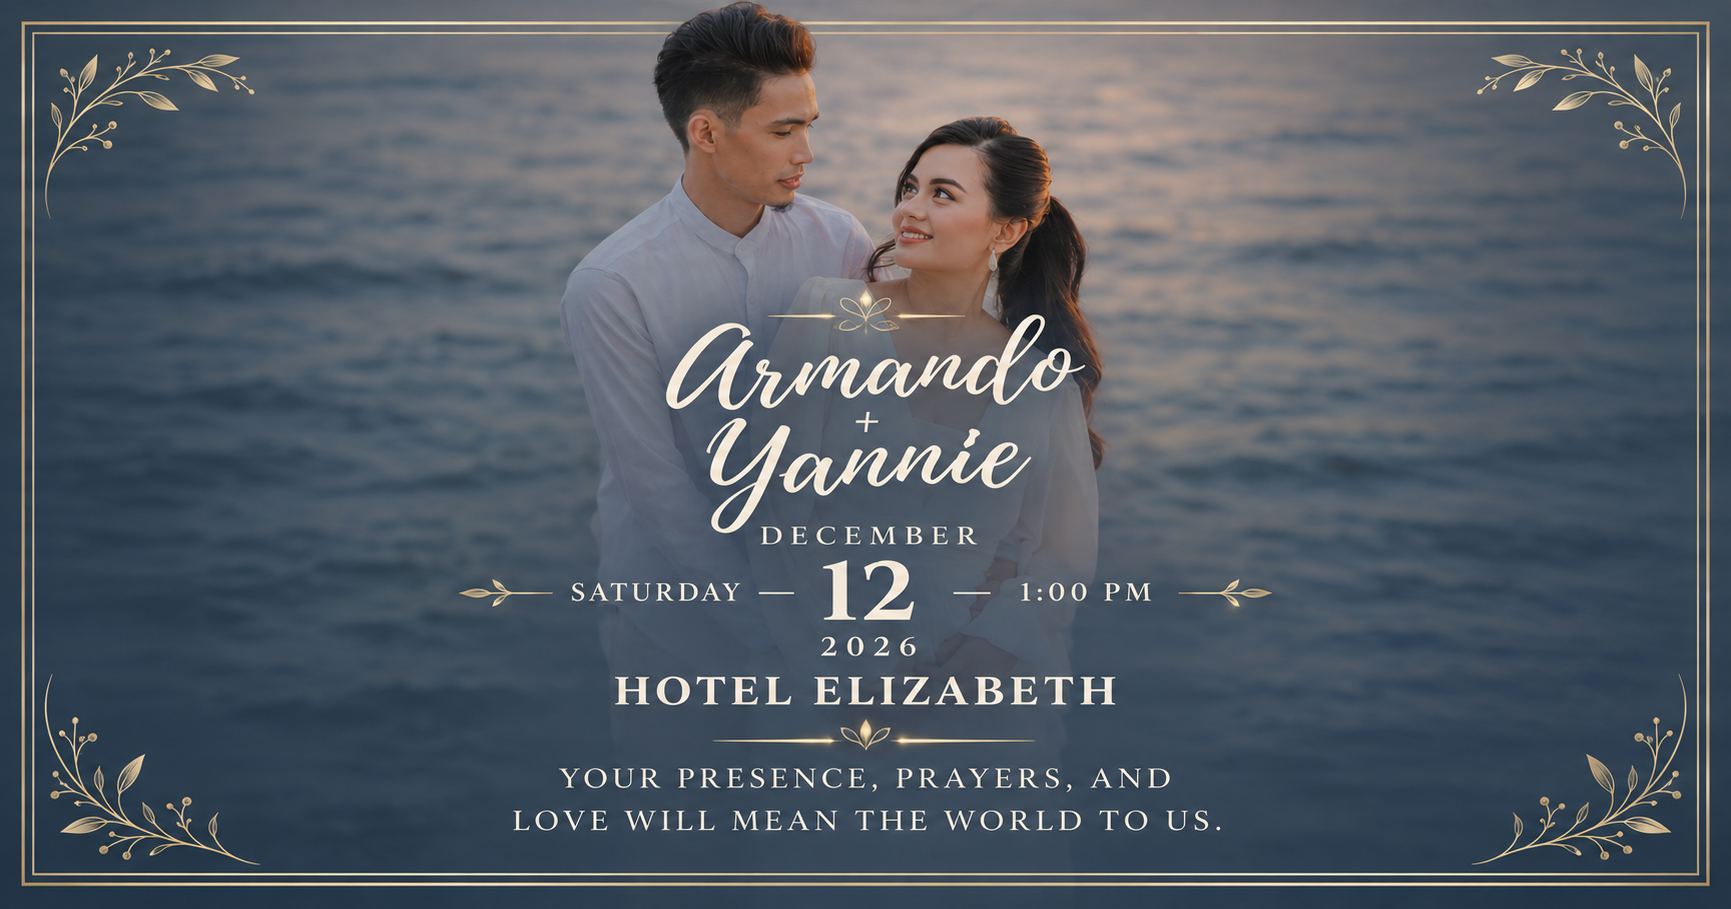 Armando
+
Yannie
DECEMBER
SATURDAY — 12 — 1:00 PM
2026
HOTEL ELIZABETH
YOUR PRESENCE, PRAYERS, AND
LOVE WILL MEAN THE WORLD TO US.